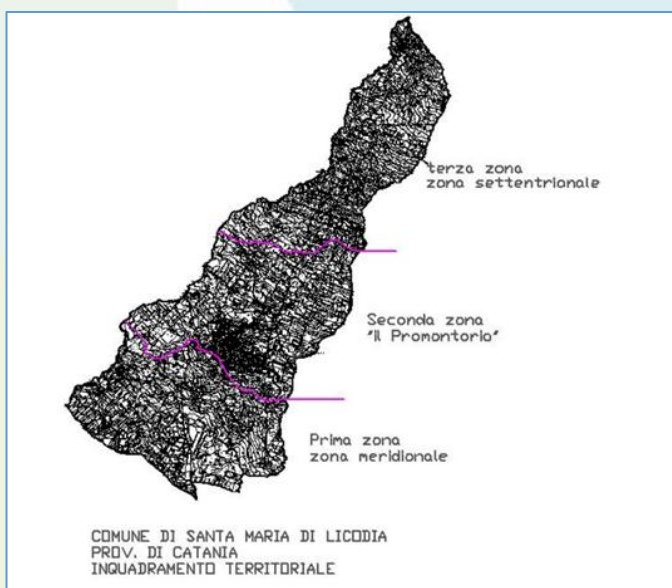 terza zona
zona settentrionale
Seconda zona
"Il Promontorio"
Prima zona
zona meridionale
COMUNE DI SANTA MARIA DI LICODIA
PROV. DI CATANIA
INQUADRAMENTO TERRITORIALE